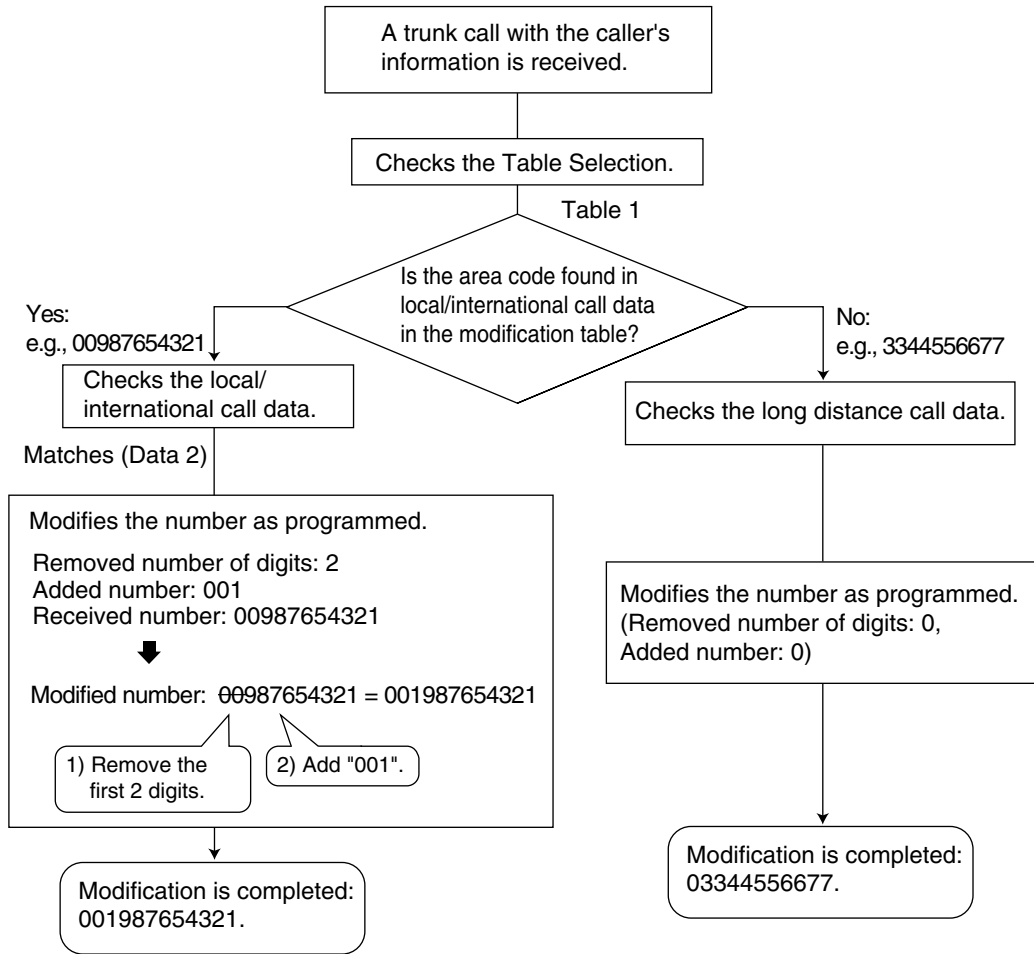 A trunk call with the caller's
information is received.
Checks the Table Selection.
Table 1
Is the area code found in
local/international call data
in the modification table?
Yes:
e.g., 00987654321
No:
e.g., 3344556677
Checks the local/
international call data.
Checks the long distance call data.
Matches (Data 2)
Modifies the number as programmed.
Removed number of digits: 2
Added number: 001
Received number: 00987654321
Modified number: 00987654321 = 001987654321
1) Remove the
first 2 digits.
2) Add "001".
Modifies the number as programmed.
(Removed number of digits: 0,
Added number: 0)
Modification is completed:
001987654321.
Modification is completed:
03344556677.